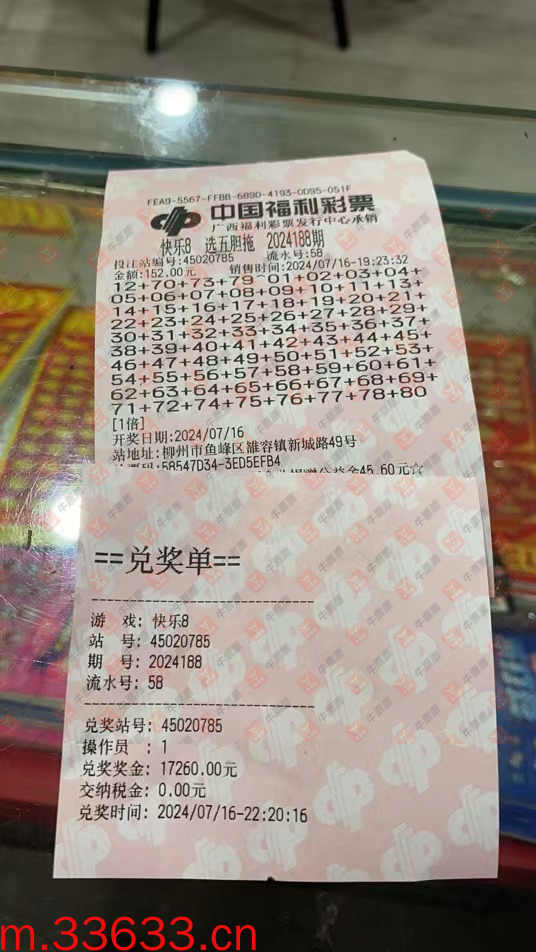 FEA9-5567-FFBB-6890-4193-0D95-051F
中国福利彩票
广西福利彩票发行中心承销
快乐8 选五胆拖 2024188期
投注站编号:45020785 流水号:58
金额:152.00元 销售时间:2024/07/16-19:23:32
12+70+73+79-01+02+03+04+
05+06+07+08+09+10+11+13+
14+15+16+17+18+19+20+21+
22+23+24+25+26+27+28+29+
30+31+32+33+34+35+36+37+
38+39+40+41+42+43+44+45+
46+47+48+49+50+51+52+53+
54+55+56+57+58+59+60+61+
62+63+64+65+66+67+68+69+
71+72+74+75+76+77+78+80
[1倍]
开奖日期:2024/07/16
站地址:柳州市鱼峰区雒容镇新城路49号
58547D34-3ED5EFB4
45.60元☆
==兑奖单==
游 戏: 快乐8
站 号: 45020785
期 号: 2024188
流水号: 58
兑奖站号: 45020785
操作员 : 1
兑奖奖金: 17260.00元
交纳税金: 0.00元
兑奖时间: 2024/07/16-22:20:16
m.33633.cn